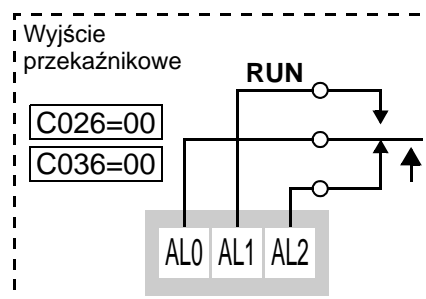 Wyjście
przekaźnikowe
RUN
C026=00
C036=00
AL0 AL1 AL2